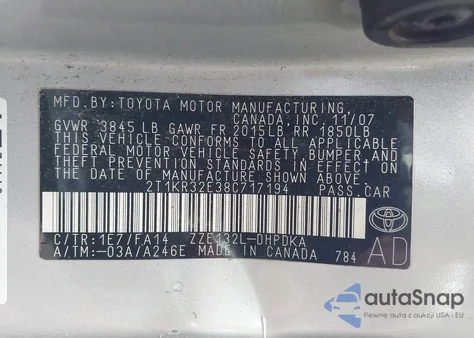 MFD.BY: TOYOTA MOTOR MANUFACTURING,
CANADA, INC. 11/07
GVWR 3845 LB GAWR FR 2015LB RR 1850LB
THIS VEHICLE CONFORMS TO ALL APPLICABLE
FEDERAL MOTOR VEHICLE SAFETY, BUMPER, AND
THEFT PREVENTION STANDARDS IN EFFECT ON
THE DATE OF MANUFACTURE SHOWN ABOVE.
2T1KR32E38C717194 PASS.CAR
C/TR: 1E7/FA14 ZZE132L-DHPDKA
A/TM: -03A/A246E MADE IN CANADA 784
TOYOTA
AD
autoSnap
Pewne auta z USA i EU